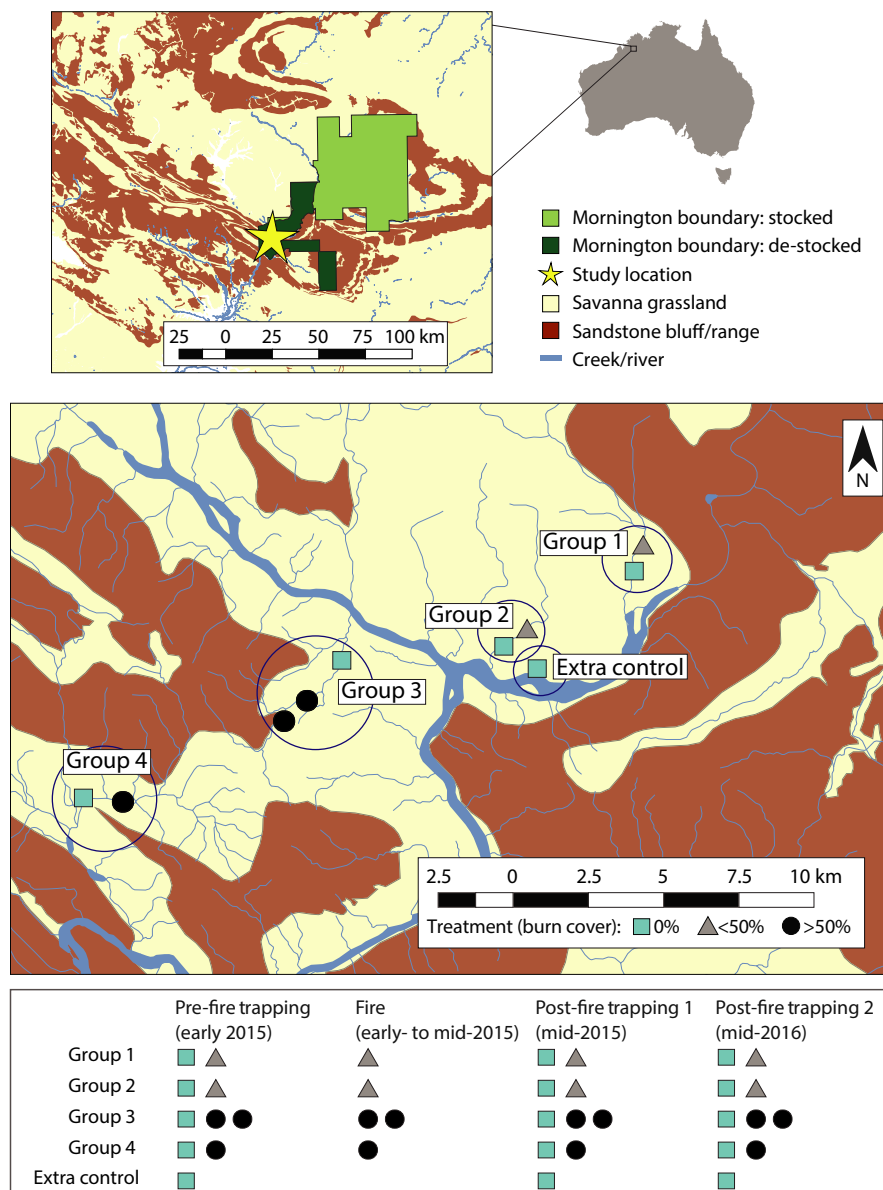 Mornington boundary: stocked
Mornington boundary: de-stocked
Study location
Savanna grassland
Sandstone bluff/range
Creek/river
25 0 25 50 75 100 km
N
Group 1
Group 2
Extra control
Group 3
Group 4
2.5 0 2.5 5 7.5 10 km
Treatment (burn cover): 0% <50% >50%
Pre-fire trapping (early 2015)
Fire (early- to mid-2015)
Post-fire trapping 1 (mid-2015)
Post-fire trapping 2 (mid-2016)
Group 1
Group 2
Group 3
Group 4
Extra control